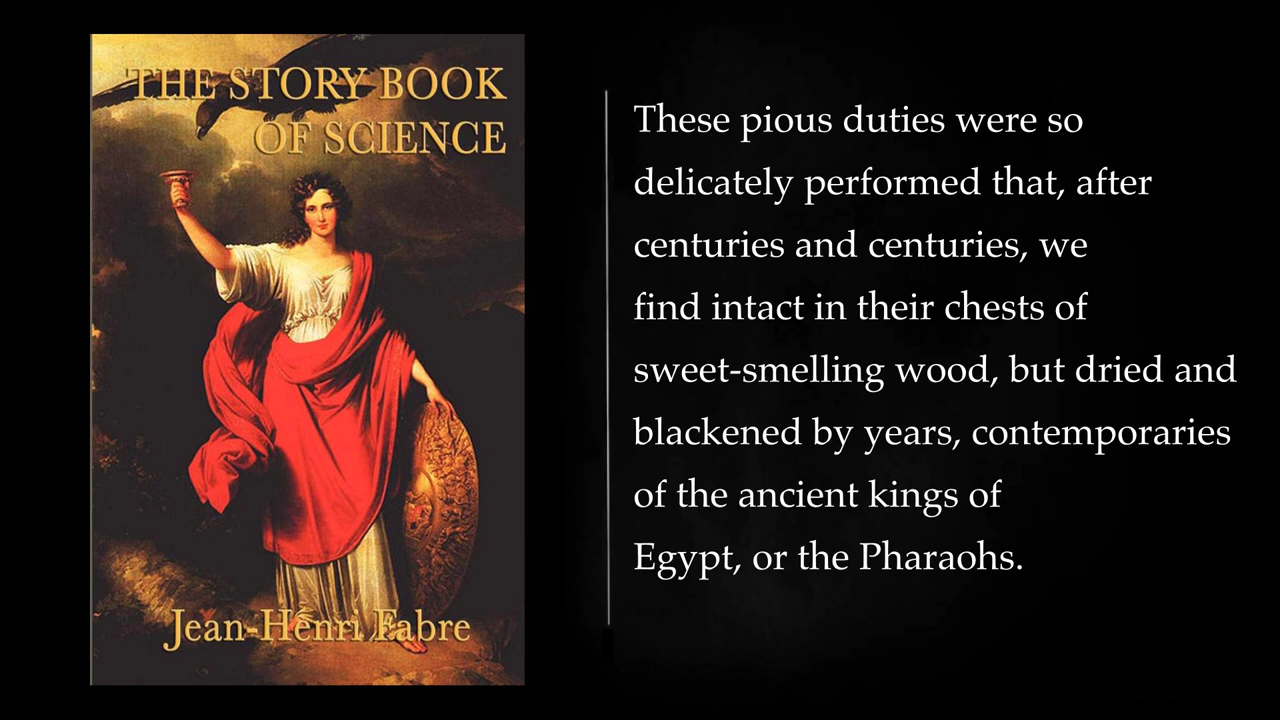 THE STORY BOOK
OF SCIENCE
Jean-Henri Fabre
These pious duties were so
delicately performed that, after
centuries and centuries, we
find intact in their chests of
sweet-smelling wood, but dried and
blackened by years, contemporaries
of the ancient kings of
Egypt, or the Pharaohs.